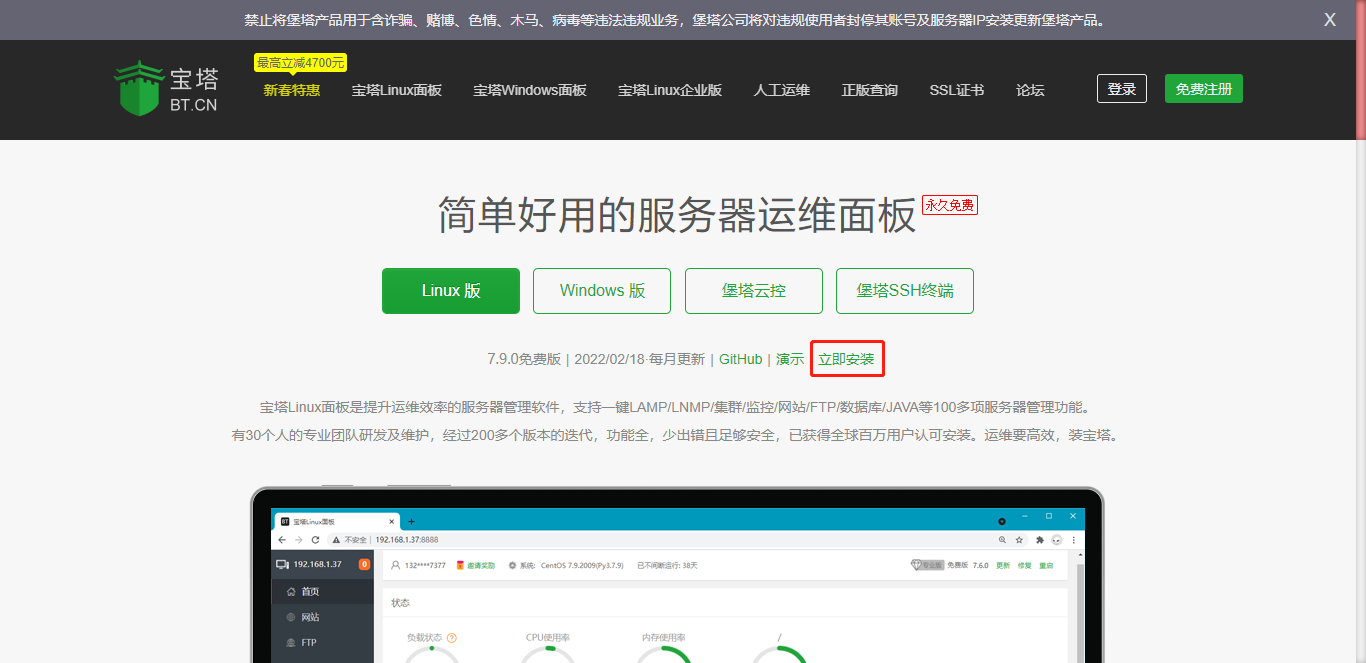 禁止将堡塔产品用于含诈骗、赌博、色情、木马、病毒等违法违规业务，堡塔公司将对违规使用者封停其账号及服务器IP安装更新堡塔产品。 X
最高立减4700元
宝塔
BT.CN
新春特惠 宝塔Linux面板 宝塔Windows面板 宝塔Linux企业版 人工运维 正版查询 SSL证书 论坛 登录 免费注册
简单好用的服务器运维面板 永久免费
Linux 版 Windows 版 堡塔云控 堡塔SSH终端
7.9.0免费版 | 2022/02/18·每月更新 | GitHub | 演示 立即安装
宝塔Linux面板是提升运维效率的服务器管理软件，支持一键LAMP/LNMP/集群/监控/网站/FTP/数据库/JAVA等100多项服务器管理功能。
有30个人的专业团队研发及维护，经过200多个版本的迭代，功能全，少出错且足够安全，已获得全球百万用户认可安装。运维要高效，装宝塔。
BT 宝塔Linux面板
不安全 | 192.168.1.37:8888
192.168.1.37 0 132****7377 邀请奖励 系统: CentOS 7.9.2009(Py3.7.9) 已不间断运行: 38天 专业版 免费版 7.6.0 更新 修复 重启
首页
状态
网站
负载状态 ? CPU使用率 内存使用率 /
FTP